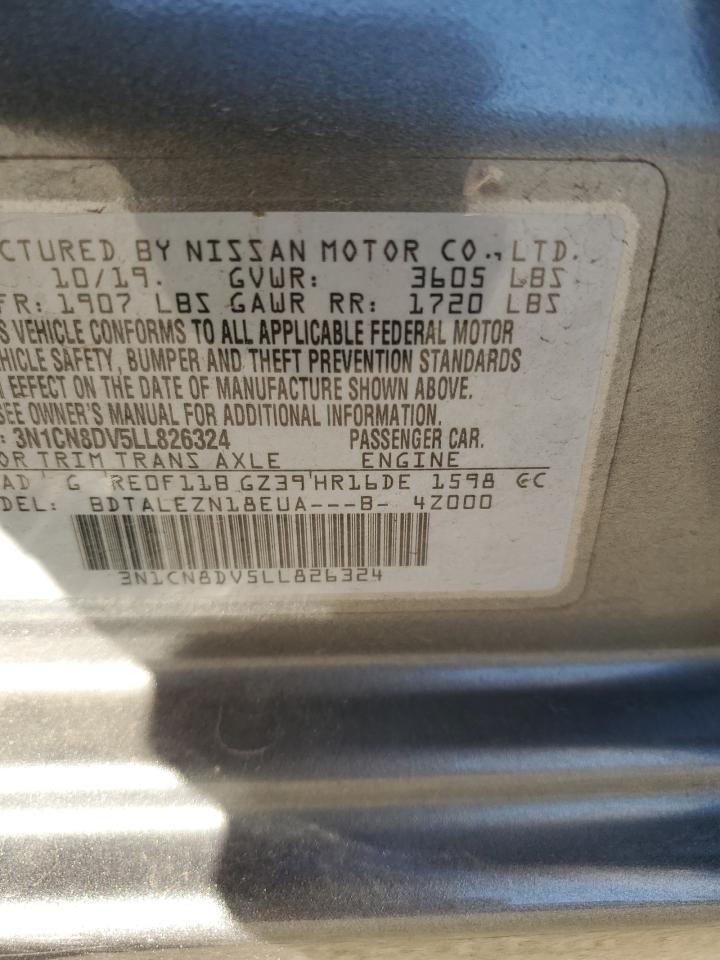 CTURED BY NISSAN MOTOR CO., LTD.
10/19. GVWR: 3605 LBS
FR: 1907 LBS GAWR RR: 1720 LBS
S VEHICLE CONFORMS TO ALL APPLICABLE FEDERAL MOTOR
HICLE SAFETY, BUMPER AND THEFT PREVENTION STANDARDS
EFFECT ON THE DATE OF MANUFACTURE SHOWN ABOVE.
SEE OWNER'S MANUAL FOR ADDITIONAL INFORMATION.
: 3N1CN8DV5LL826324 PASSENGER CAR.
OR TRIM TRANS AXLE ENGINE
AD G RE0F11B GZ39 HR16DE 1598 CC
DEL: BDTALEZN18EUA---B- 4Z000
3N1CN8DV5LL826324